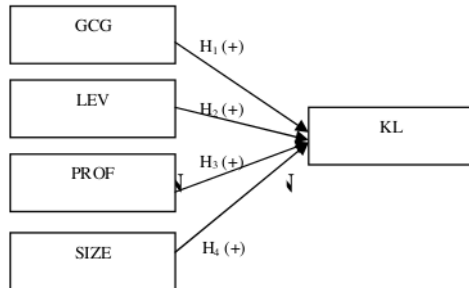 GCG
H₁ (+)
LEV
H₂ (+)
KL
PROF
H₃ (+)
SIZE
H₄ (+)